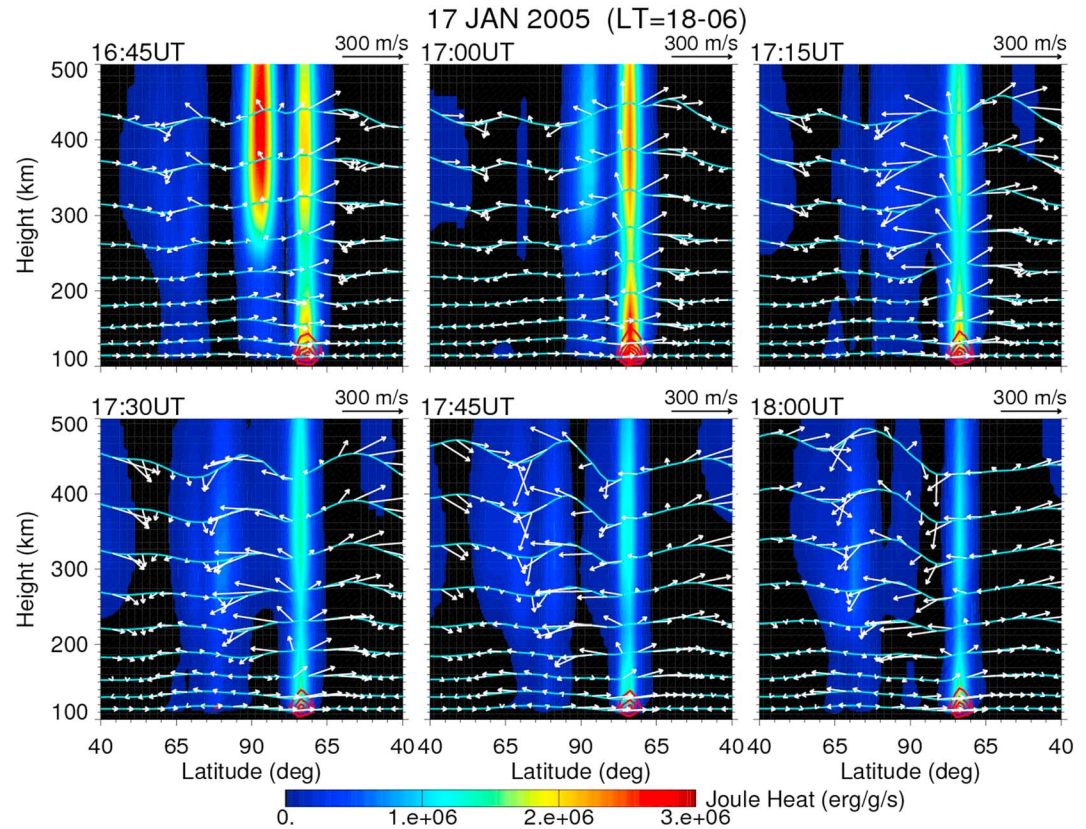 17 JAN 2005 (LT=18-06)
16:45UT 300 m/s 17:00UT 300 m/s 17:15UT 300 m/s
500
400
300
200
100
Height (km)
17:30UT 300 m/s 17:45UT 300 m/s 18:00UT 300 m/s
500
400
300
200
100
Height (km)
40 65 90 65 40 65 90 65 40 65 90 65 40
Latitude (deg) Latitude (deg) Latitude (deg)
Joule Heat (erg/g/s)
0. 1.e+06 2.e+06 3.e+06